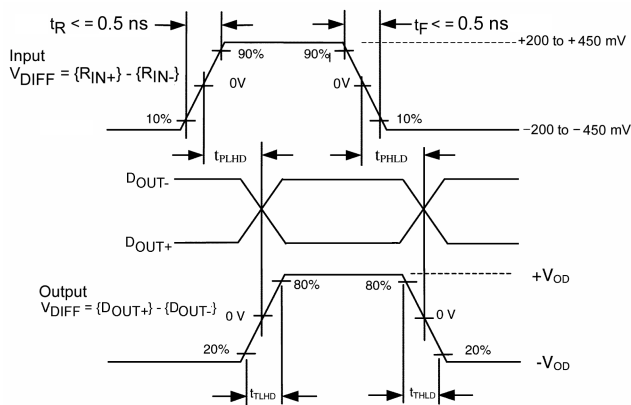 tR < = 0.5 ns
tF < = 0.5 ns
+200 to + 450 mV
Input
VDIFF = {RIN+} - {RIN-}
90%
90%
0V
0V
10%
10%
−200 to − 450 mV
tPLHD
tPHLD
DOUT-
DOUT+
+VOD
80%
80%
Output
VDIFF = {DOUT+} - {DOUT-}
0 V
0 V
20%
20%
-VOD
tTLHD
tTHLD